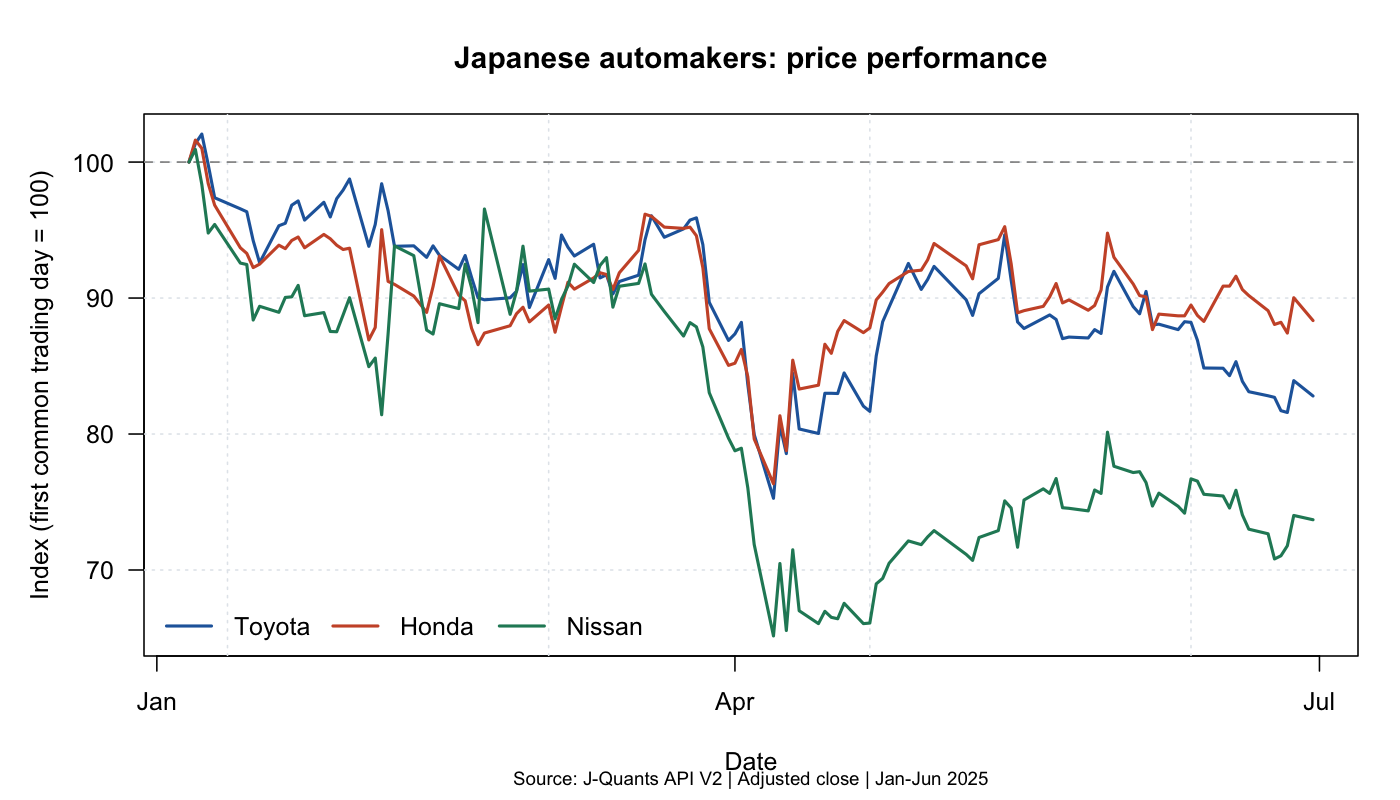 Japanese automakers: price performance
Index (first common trading day = 100)
100
90
80
70
Toyota Honda Nissan
Jan Apr Jul
Date
Source: J-Quants API V2 | Adjusted close | Jan-Jun 2025